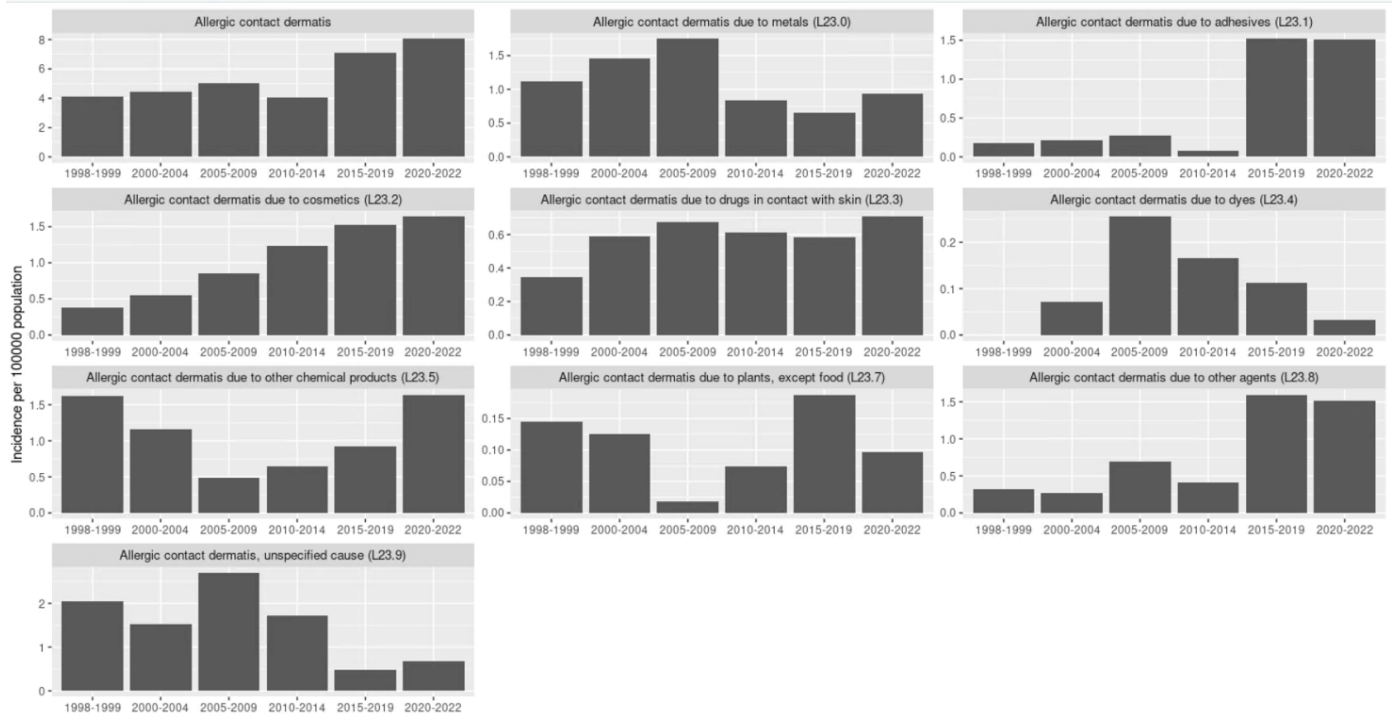 Incidence per 100000 population
Allergic contact dermatis
8
6
4
2
0
1998-1999 2000-2004 2005-2009 2010-2014 2015-2019 2020-2022
Allergic contact dermatis due to metals (L23.0)
1.5
1.0
0.5
0.0
1998-1999 2000-2004 2005-2009 2010-2014 2015-2019 2020-2022
Allergic contact dermatis due to adhesives (L23.1)
1.5
1.0
0.5
0.0
1998-1999 2000-2004 2005-2009 2010-2014 2015-2019 2020-2022
Allergic contact dermatis due to cosmetics (L23.2)
1.5
1.0
0.5
0.0
1998-1999 2000-2004 2005-2009 2010-2014 2015-2019 2020-2022
Allergic contact dermatis due to drugs in contact with skin (L23.3)
0.6
0.4
0.2
0.0
1998-1999 2000-2004 2005-2009 2010-2014 2015-2019 2020-2022
Allergic contact dermatis due to dyes (L23.4)
0.2
0.1
0.0
1998-1999 2000-2004 2005-2009 2010-2014 2015-2019 2020-2022
Allergic contact dermatis due to other chemical products (L23.5)
1.5
1.0
0.5
0.0
1998-1999 2000-2004 2005-2009 2010-2014 2015-2019 2020-2022
Allergic contact dermatis due to plants, except food (L23.7)
0.15
0.10
0.05
0.00
1998-1999 2000-2004 2005-2009 2010-2014 2015-2019 2020-2022
Allergic contact dermatis due to other agents (L23.8)
1.5
1.0
0.5
0.0
1998-1999 2000-2004 2005-2009 2010-2014 2015-2019 2020-2022
Allergic contact dermatis, unspecified cause (L23.9)
2
1
0
1998-1999 2000-2004 2005-2009 2010-2014 2015-2019 2020-2022